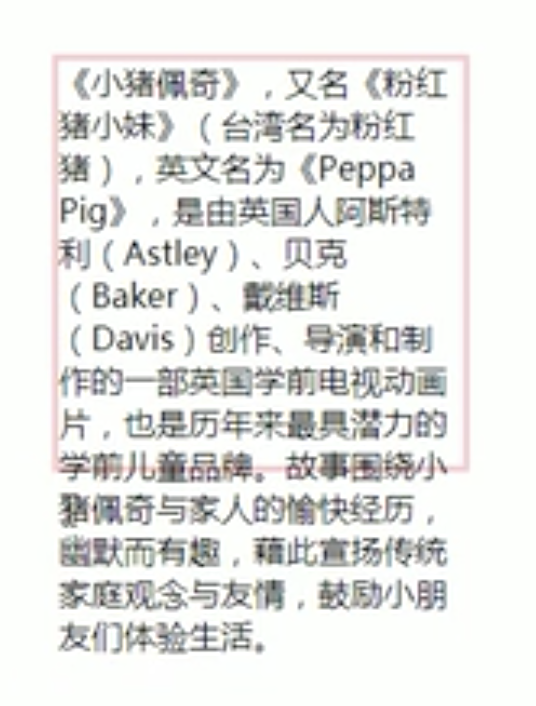 《小猪佩奇》，又名《粉红
猪小妹》（台湾名为粉红
猪），英文名为《Peppa
Pig》，是由英国人阿斯特
利（Astley）、贝克
（Baker）、戴维斯
（Davis）创作、导演和制
作的一部英国学前电视动画
片，也是历年来最具潜力的
学前儿童品牌。故事围绕小
猪佩奇与家人的愉快经历，
幽默而有趣，藉此宣扬传统
家庭观念与友情，鼓励小朋
友们体验生活。